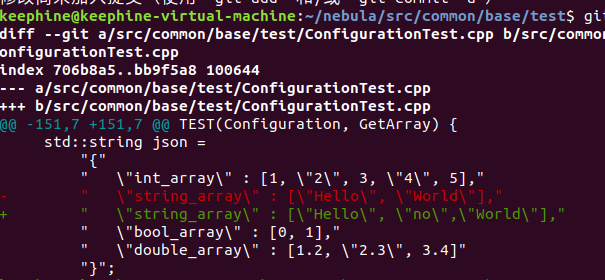 keephine@keephine-virtual-machine:~/nebula/src/common/base/test$ git
diff --git a/src/common/base/test/ConfigurationTest.cpp b/src/commo
onfigurationTest.cpp
index 706b8a5..bb9f5a8 100644
--- a/src/common/base/test/ConfigurationTest.cpp
+++ b/src/common/base/test/ConfigurationTest.cpp
@@ -151,7 +151,7 @@ TEST(Configuration, GetArray) {
     std::string json =
         "{"
         "   \"int_array\" : [1, \"2\", 3, \"4\", 5],"
-        "   \"string_array\" : [\"Hello\", \"World\"],"
+        "   \"string_array\" : [\"Hello\", \"no\",\"World\"],"
         "   \"bool_array\" : [0, 1],"
         "   \"double_array\" : [1.2, \"2.3\", 3.4]"
         "}";